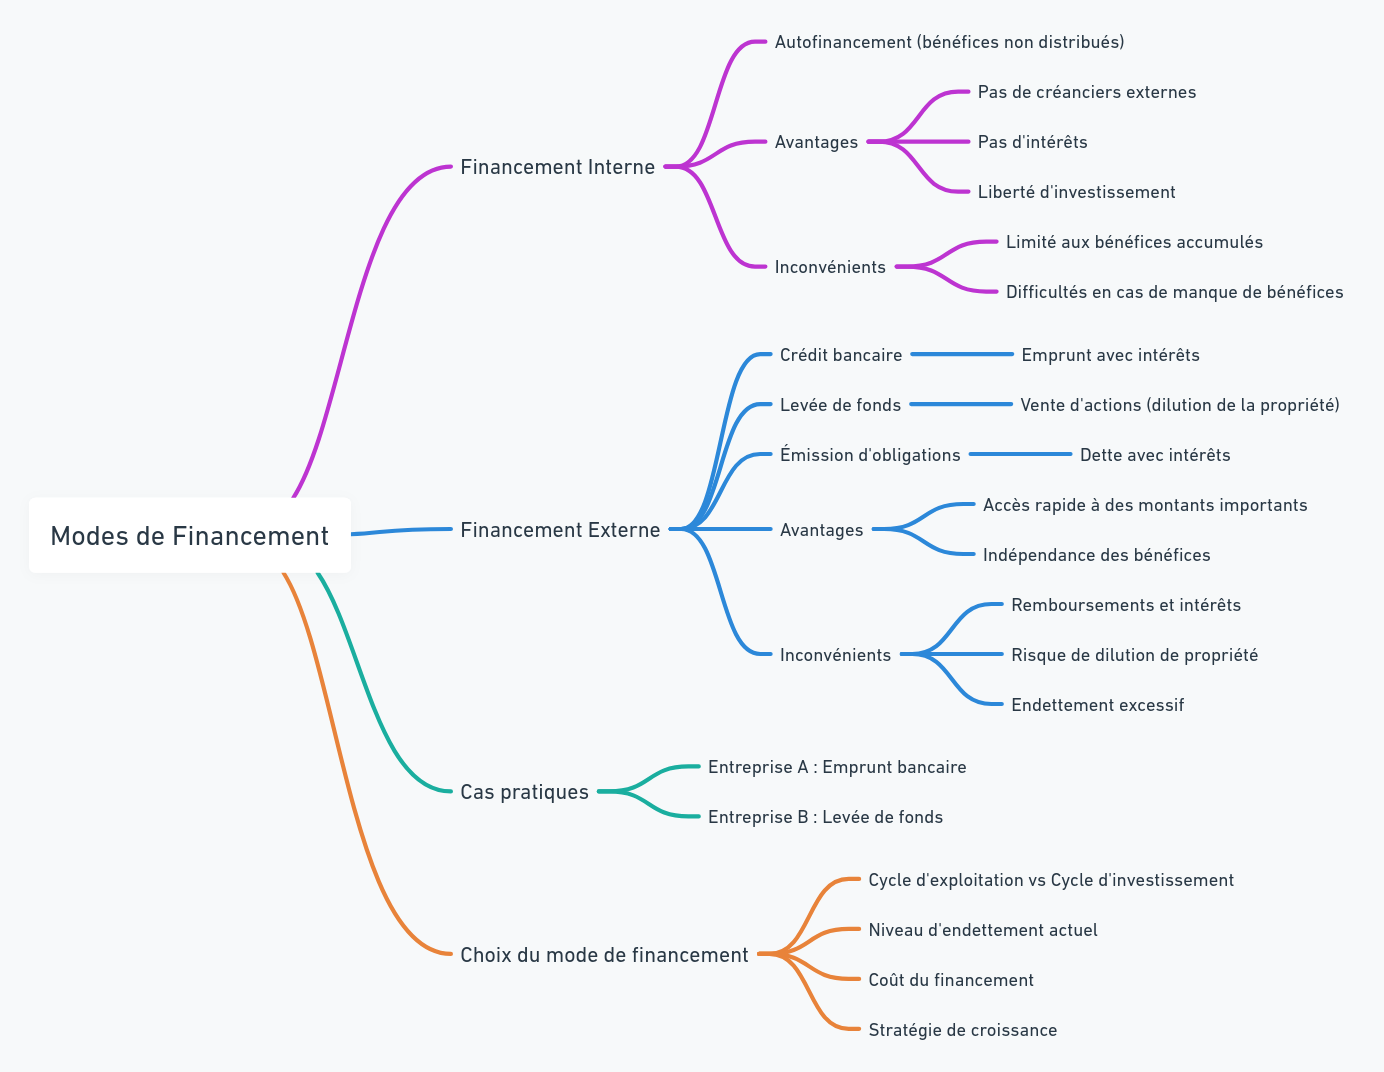 Modes de Financement
Financement Interne
Autofinancement (bénéfices non distribués)
Avantages
Pas de créanciers externes
Pas d'intérêts
Liberté d'investissement
Inconvénients
Limité aux bénéfices accumulés
Difficultés en cas de manque de bénéfices
Financement Externe
Crédit bancaire
Emprunt avec intérêts
Levée de fonds
Vente d'actions (dilution de la propriété)
Émission d'obligations
Dette avec intérêts
Avantages
Accès rapide à des montants importants
Indépendance des bénéfices
Inconvénients
Remboursements et intérêts
Risque de dilution de propriété
Endettement excessif
Cas pratiques
Entreprise A : Emprunt bancaire
Entreprise B : Levée de fonds
Choix du mode de financement
Cycle d'exploitation vs Cycle d'investissement
Niveau d'endettement actuel
Coût du financement
Stratégie de croissance